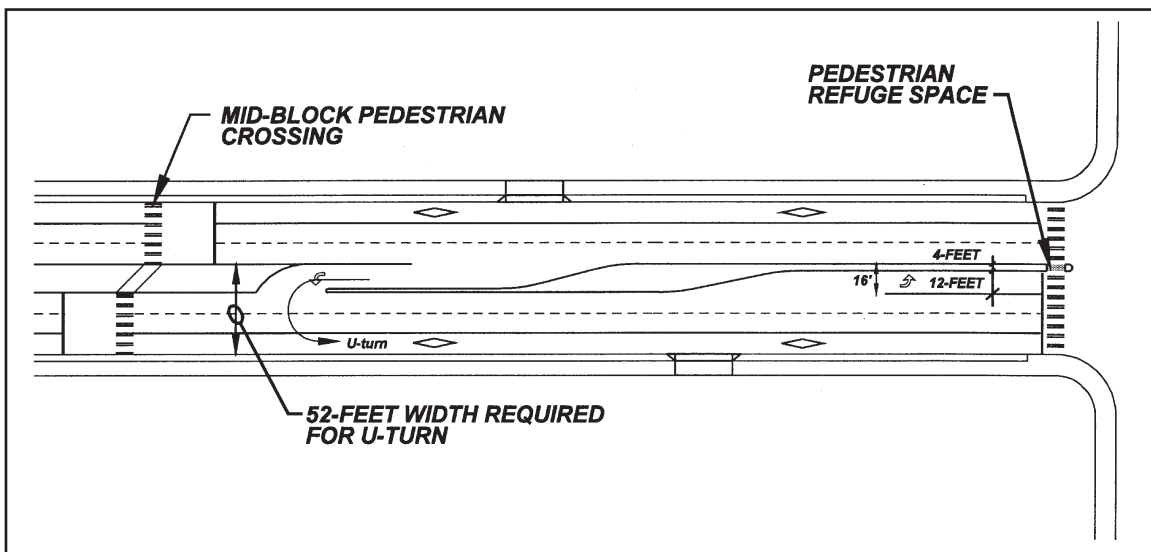 MID-BLOCK PEDESTRIAN
CROSSING
PEDESTRIAN
REFUGE SPACE
4-FEET
16'
12-FEET
U-turn
52-FEET WIDTH REQUIRED
FOR U-TURN